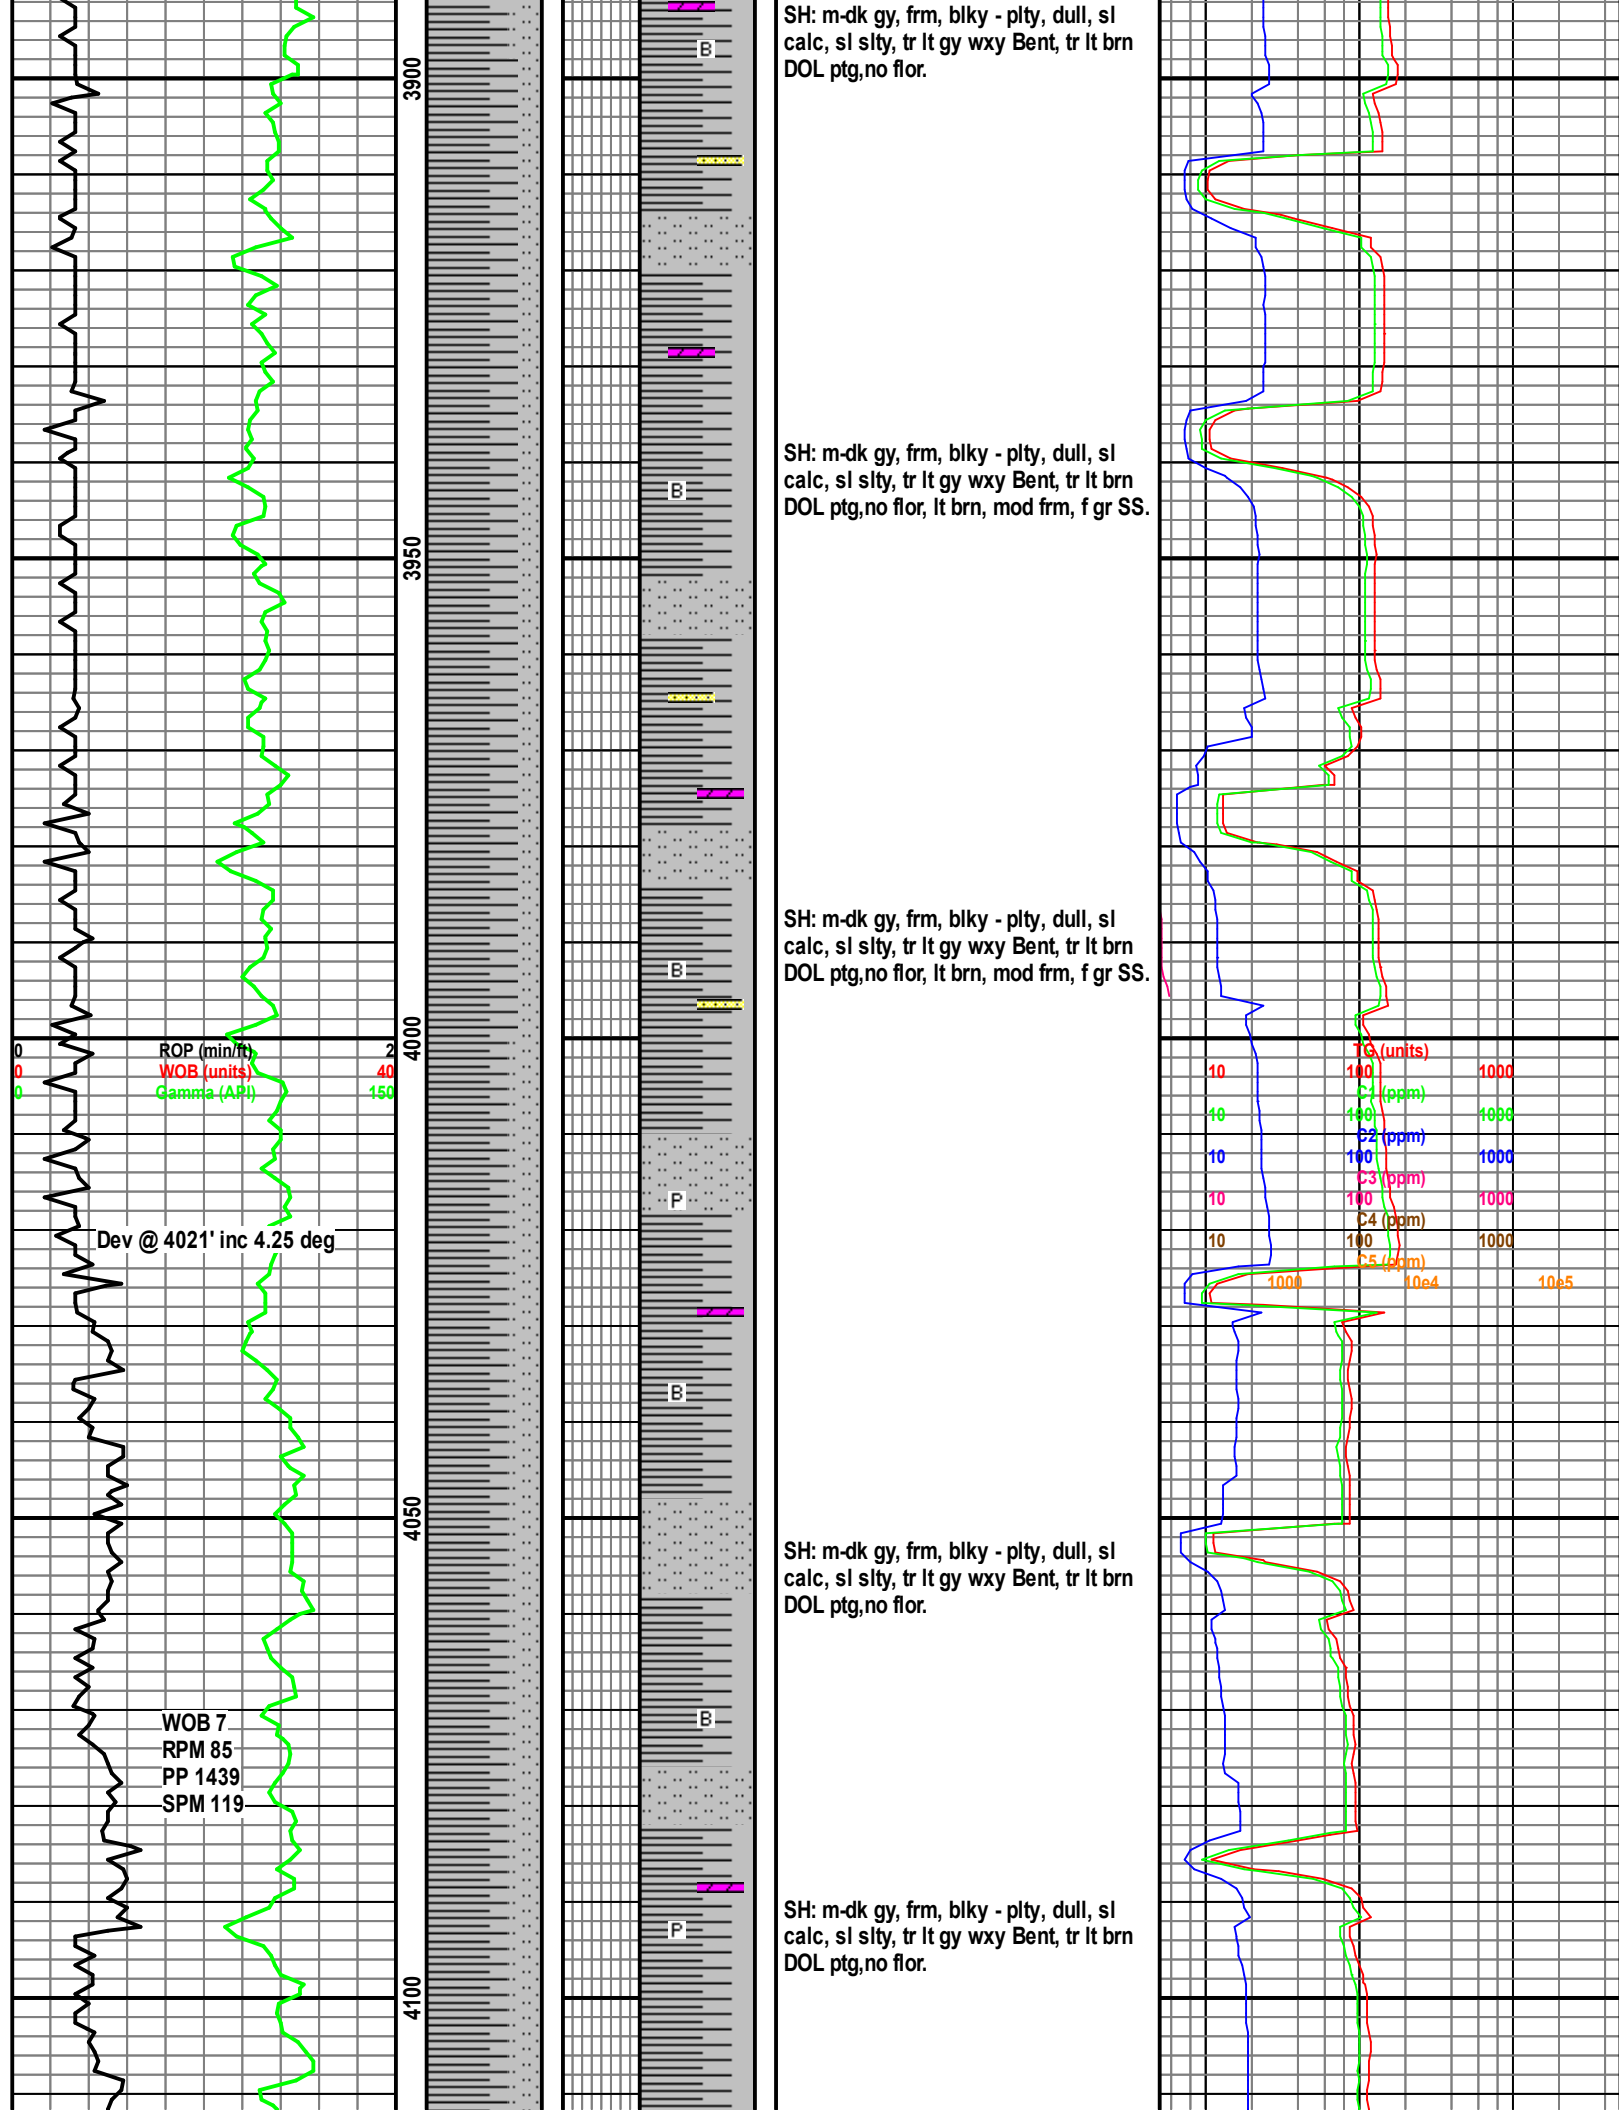 SH: m-dk gy, frm, blky - plty, dull, sl
calc, sl slty, tr lt gy wxy Bent, tr lt brn
DOL ptg,no flor.
B
3900
SH: m-dk gy, frm, blky - plty, dull, sl
calc, sl slty, tr lt gy wxy Bent, tr lt brn
DOL ptg,no flor, lt brn, mod frm, f gr SS.
B
3950
SH: m-dk gy, frm, blky - plty, dull, sl
calc, sl slty, tr lt gy wxy Bent, tr lt brn
DOL ptg,no flor, lt brn, mod frm, f gr SS.
B
4000
0 ROP (min/ft) 2
0 WOB (units) 40
0 Gamma (API) 150
TG (units)
10 100 1000
C1 (ppm)
10 100 1000
C2 (ppm)
10 100 1000
C3 (ppm)
10 100 1000
C4 (ppm)
10 100 1000
C5 (ppm)
1000 10e4 10e5
P
Dev @ 4021' inc 4.25 deg
B
4050
SH: m-dk gy, frm, blky - plty, dull, sl
calc, sl slty, tr lt gy wxy Bent, tr lt brn
DOL ptg,no flor.
B
WOB 7
RPM 85
PP 1439
SPM 119
SH: m-dk gy, frm, blky - plty, dull, sl
calc, sl slty, tr lt gy wxy Bent, tr lt brn
DOL ptg,no flor.
P
4100